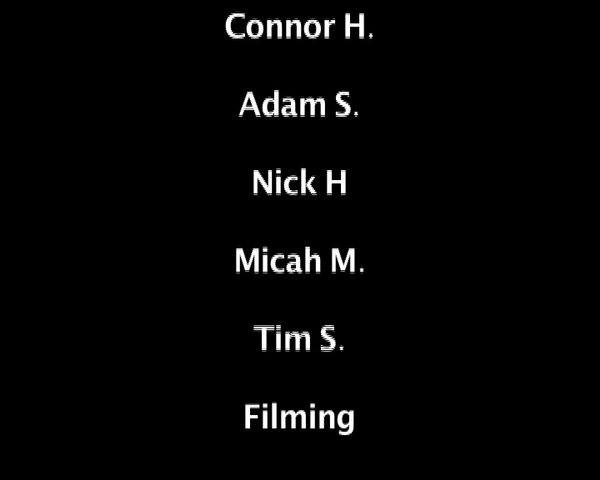 Connor H.
Adam S.
Nick H
Micah M.
Tim S.
Filming